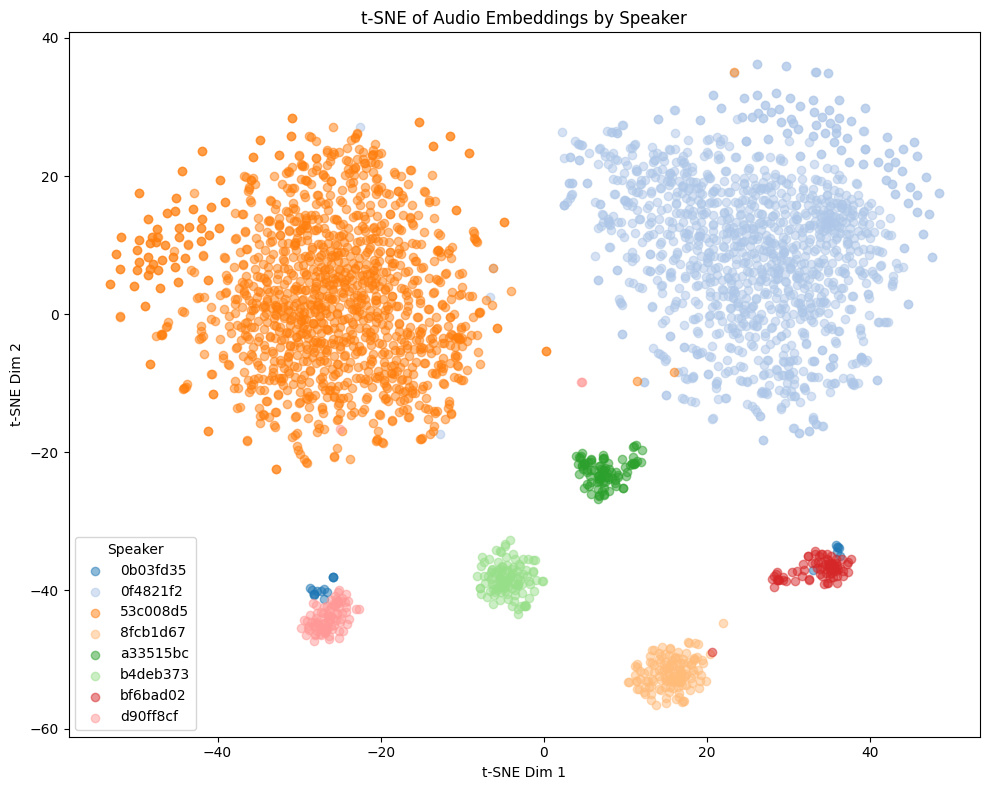 t-SNE of Audio Embeddings by Speaker
40
20
0
−20
−40
−60
t-SNE Dim 2
Speaker
0b03fd35
0f4821f2
53c008d5
8fcb1d67
a33515bc
b4deb373
bf6bad02
d90ff8cf
−40
−20
0
20
40
t-SNE Dim 1